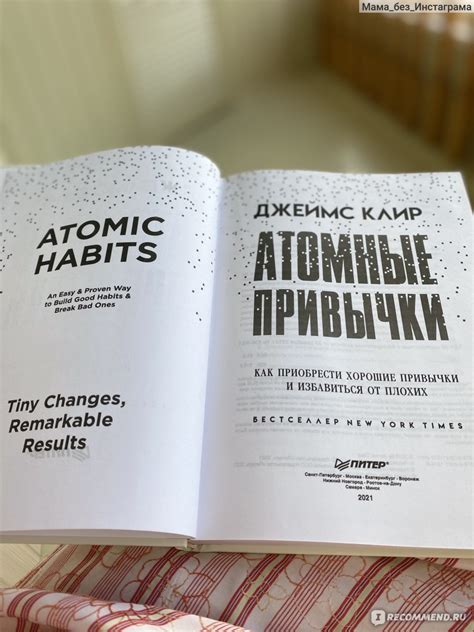 Мама_без_Инстаграма
ATOMIC
HABITS
An Easy & Proven Way
to Build Good Habits &
Break Bad Ones
Tiny Changes,
Remarkable
Results
ДЖЕЙМС КЛИР
АТОМНЫЕ
ПРИВЫЧКИ
КАК ПРИОБРЕСТИ ХОРОШИЕ ПРИВЫЧКИ
И ИЗБАВИТЬСЯ ОТ ПЛОХИХ
БЕСТСЕЛЛЕР NEW YORK TIMES
ПИТЕР
Санкт-Петербург • Москва • Екатеринбург • Воронеж
Нижний Новгород • Ростов-на-Дону
Самара • Минск
2021
IRECOMMEND.RU